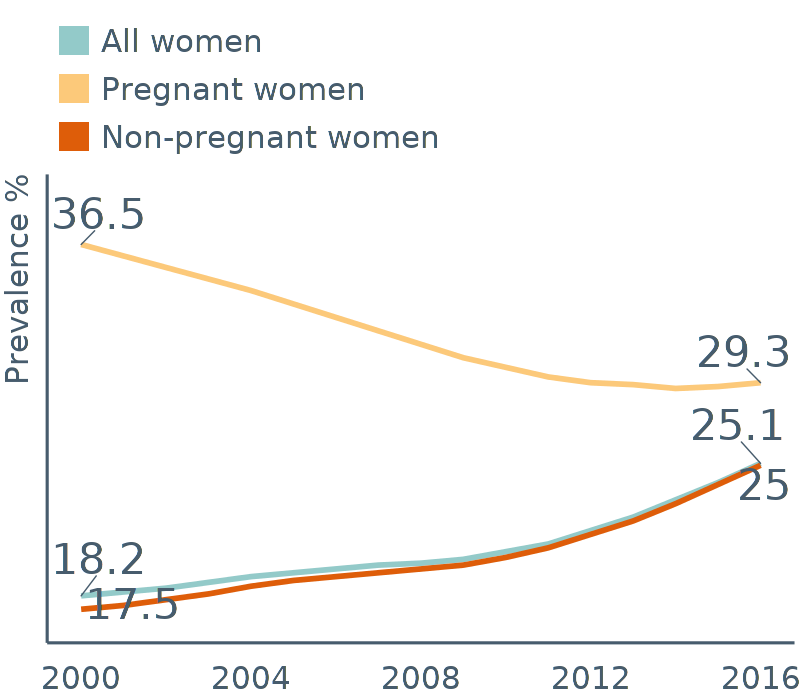 All women
Pregnant women
Non-pregnant women
Prevalence %
36.5
29.3
25.1
25
18.2
17.5
2000 2004 2008 2012 2016